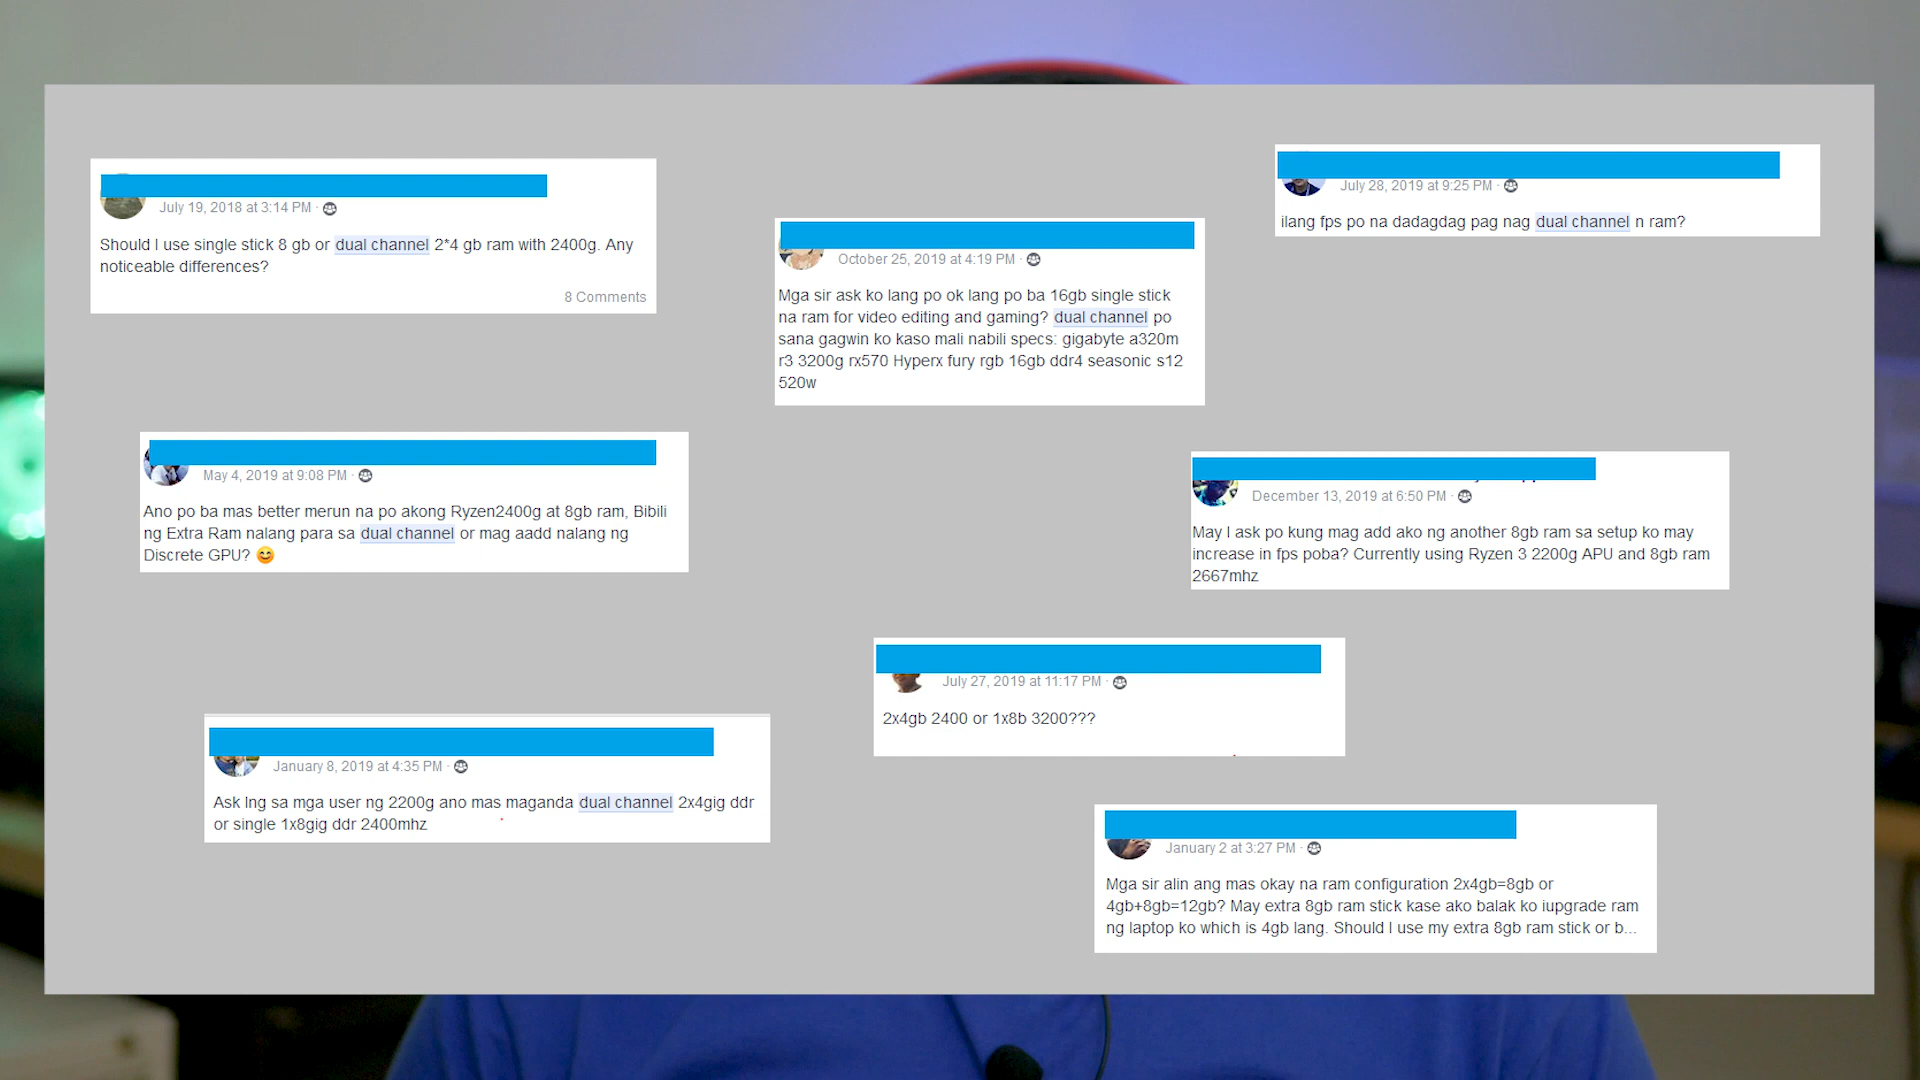 July 19, 2018 at 3:14 PM ·
Should I use single stick 8 gb or dual channel 2*4 gb ram with 2400g. Any
noticeable differences?
8 Comments
October 25, 2019 at 4:19 PM ·
Mga sir ask ko lang po ok lang po ba 16gb single stick
na ram for video editing and gaming? dual channel po
sana gagwin ko kaso mali nabili specs: gigabyte a320m
r3 3200g rx570 Hyperx fury rgb 16gb ddr4 seasonic s12
520w
July 28, 2019 at 9:25 PM ·
ilang fps po na dadagdag pag nag dual channel n ram?
May 4, 2019 at 9:08 PM ·
Ano po ba mas better merun na po akong Ryzen2400g at 8gb ram, Bibili
ng Extra Ram nalang para sa dual channel or mag aadd nalang ng
Discrete GPU? 😊
December 13, 2019 at 6:50 PM ·
May I ask po kung mag add ako ng another 8gb ram sa setup ko may
increase in fps poba? Currently using Ryzen 3 2200g APU and 8gb ram
2667mhz
July 27, 2019 at 11:17 PM ·
2x4gb 2400 or 1x8b 3200???
January 8, 2019 at 4:35 PM ·
Ask lng sa mga user ng 2200g ano mas maganda dual channel 2x4gig ddr
or single 1x8gig ddr 2400mhz
January 2 at 3:27 PM ·
Mga sir alin ang mas okay na ram configuration 2x4gb=8gb or
4gb+8gb=12gb? May extra 8gb ram stick kase ako balak ko iupgrade ram
ng laptop ko which is 4gb lang. Should I use my extra 8gb ram stick or b...